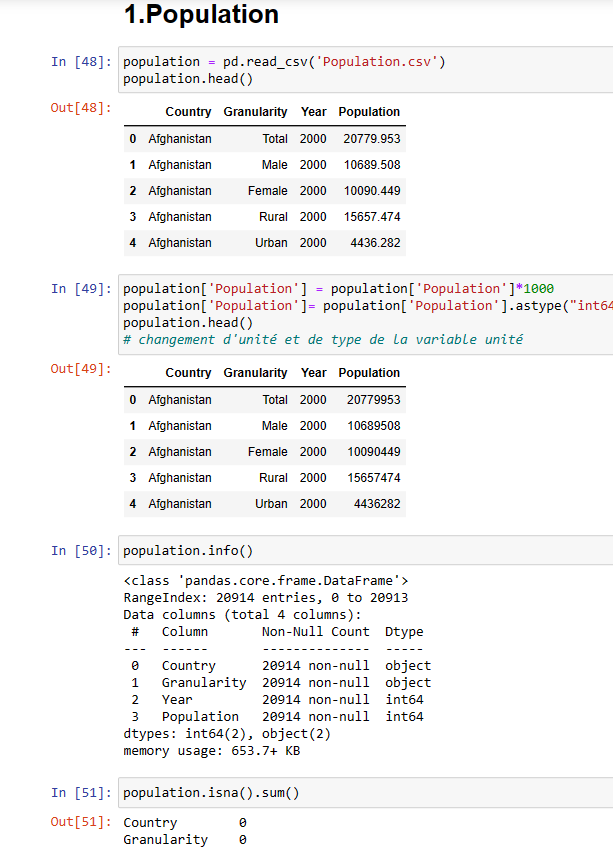 1.Population
In [48]: population = pd.read_csv('Population.csv')
population.head()
Out[48]:
Country Granularity Year Population
0 Afghanistan Total 2000 20779.953
1 Afghanistan Male 2000 10689.508
2 Afghanistan Female 2000 10090.449
3 Afghanistan Rural 2000 15657.474
4 Afghanistan Urban 2000 4436.282
In [49]: population['Population'] = population['Population']*1000
population['Population']= population['Population'].astype("int64
population.head()
# changement d'unité et de type de la variable unité
Out[49]:
Country Granularity Year Population
0 Afghanistan Total 2000 20779953
1 Afghanistan Male 2000 10689508
2 Afghanistan Female 2000 10090449
3 Afghanistan Rural 2000 15657474
4 Afghanistan Urban 2000 4436282
In [50]: population.info()
<class 'pandas.core.frame.DataFrame'>
RangeIndex: 20914 entries, 0 to 20913
Data columns (total 4 columns):
# Column Non-Null Count Dtype
--- ------ -------------- -----
0 Country 20914 non-null object
1 Granularity 20914 non-null object
2 Year 20914 non-null int64
3 Population 20914 non-null int64
dtypes: int64(2), object(2)
memory usage: 653.7+ KB
In [51]: population.isna().sum()
Out[51]: Country 0
Granularity 0